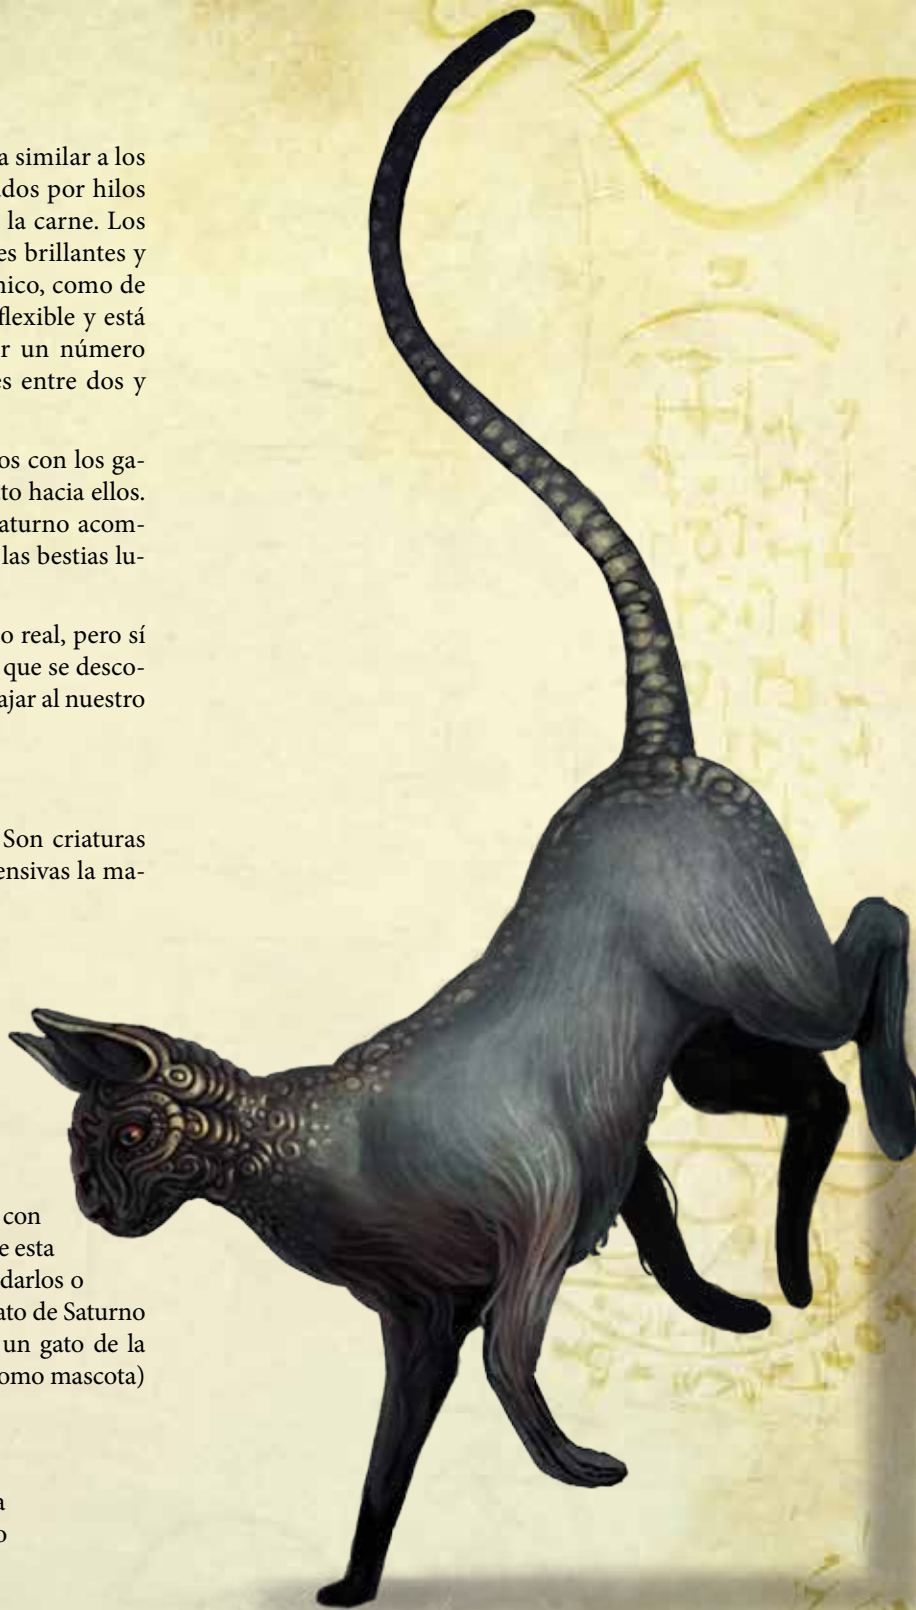 a similar a los
dos por hilos
la carne. Los
es brillantes y
nico, como de
flexible y está
r un número
es entre dos y
os con los ga-
to hacia ellos.
aturno acom-
las bestias lu-
o real, pero sí
que se desco-
ajar al nuestro
Son criaturas
ensivas la ma-
con
e esta
darlos o
ato de Saturno
un gato de la
omo mascota)
a
o